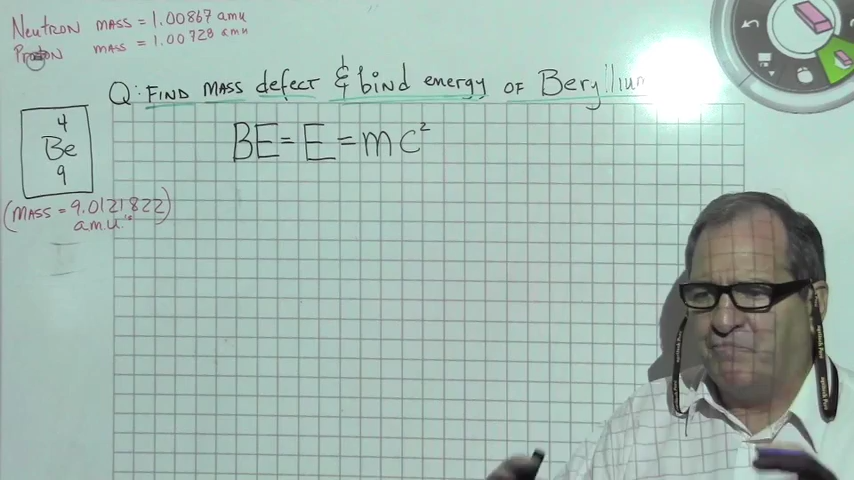 Neutron mass = 1.00867 amu
Proton mass = 1.00728 amu
Q: Find mass defect & bind energy of Beryllium
4
Be
9
(mass = 9.0121822)
a.m.u.'s
BE = E = mc²